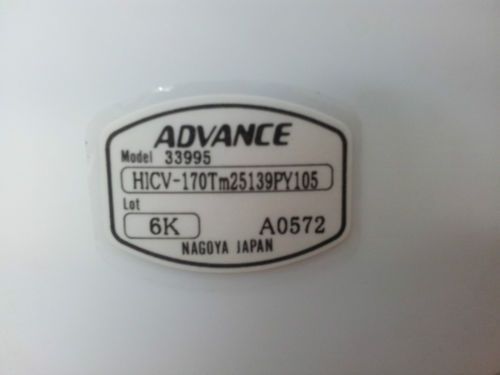 ADVANCE
Model 33995
HICV-170Tm25139PY105
Lot
6K A0572
NAGOYA JAPAN